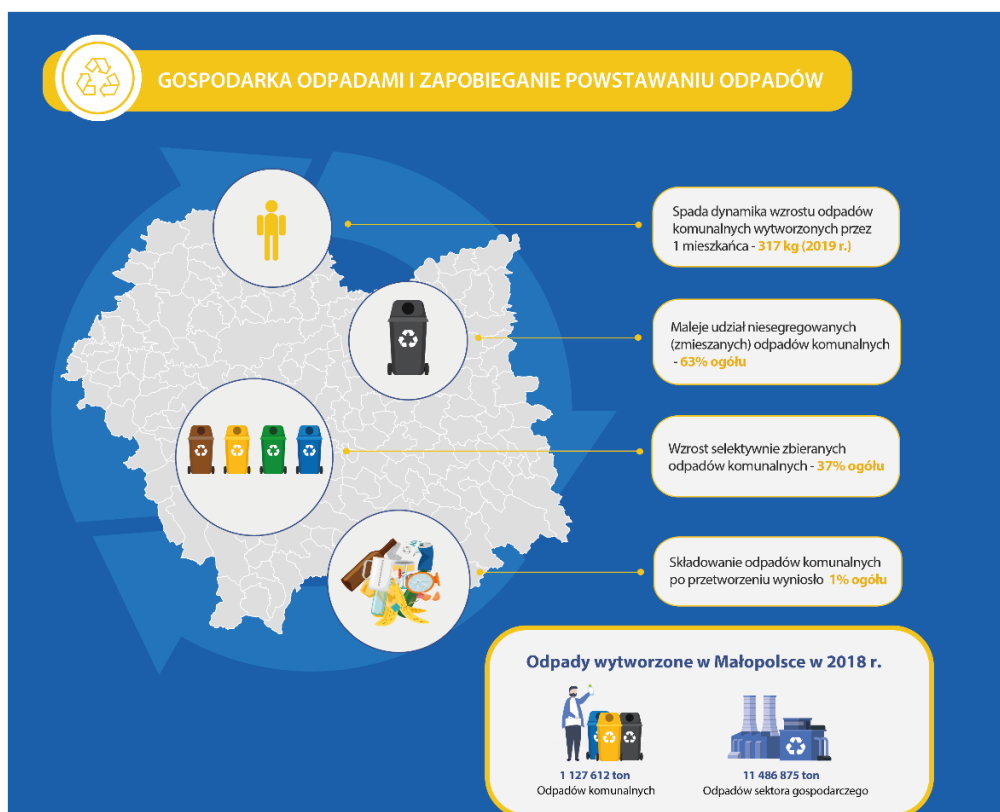 GOSPODARKA ODPADAMI I ZAPOBIEGANIE POWSTAWANIU ODPADÓW
Spada dynamika wzrostu odpadów
komunalnych wytworzonych przez
1 mieszkańca - 317 kg (2019 r.)
Maleje udział niesegregowanych
(zmieszanych) odpadów komunalnych
- 63% ogółu
Wzrost selektywnie zbieranych
odpadów komunalnych - 37% ogółu
Składowanie odpadów komunalnych
po przetworzeniu wyniosło 1% ogółu
Odpady wytworzone w Małopolsce w 2018 r.
1 127 612 ton
Odpadów komunalnych
11 486 875 ton
Odpadów sektora gospodarczego